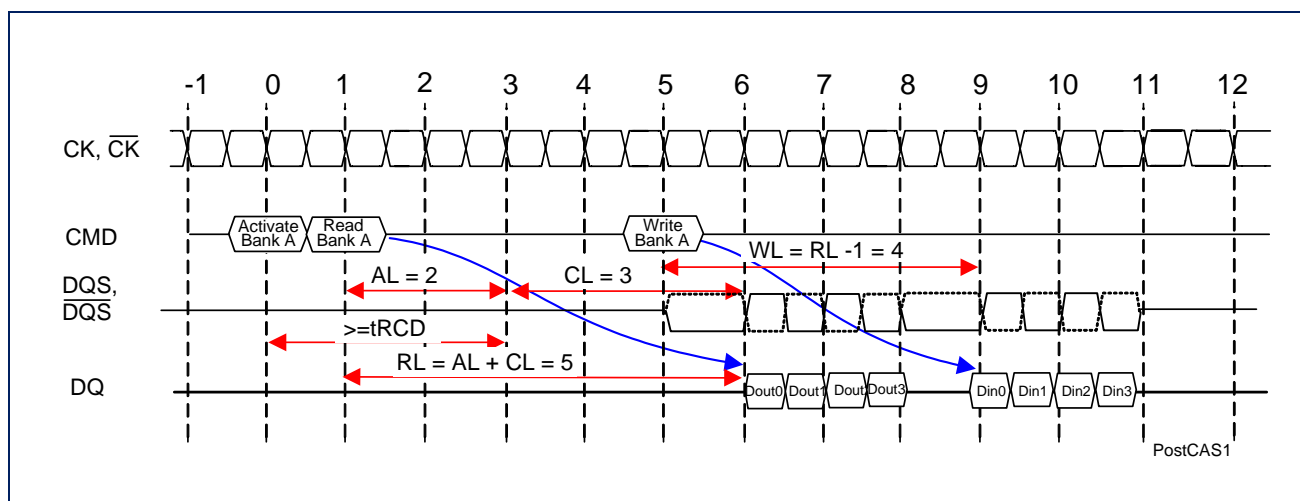 -1 0 1 2 3 4 5 6 7 8 9 10 11 12
CK, CK
CMD
Activate
Bank A
Read
Bank A
Write
Bank A
WL = RL -1 = 4
AL = 2
CL = 3
DQS,
DQS
>=tRCD
RL = AL + CL = 5
DQ
Dout0 Dout1 Dout Dout3 Din0 Din1 Din2 Din3
PostCAS1